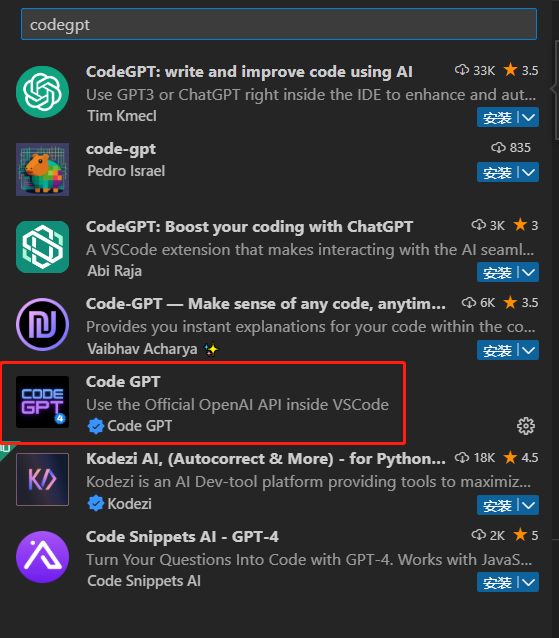 codegpt
CodeGPT: write and improve code using AI 33K 3.5
Use GPT3 or ChatGPT right inside the IDE to enhance and aut...
Tim Kmecl 安装
code-gpt 835
Pedro Israel 安装
CodeGPT: Boost your coding with ChatGPT 3K 3
A VSCode extension that makes interacting with the AI seaml...
Abi Raja 安装
Code-GPT — Make sense of any code, anytim... 6K 3.5
Provides you instant explanations for your code within the co...
Vaibhav Acharya ✨ 安装
Code GPT
Use the Official OpenAI API inside VSCode
CODE
GPT 4
Code GPT
Kodezi AI, (Autocorrect & More) - for Python,... 18K 4.5
Kodezi is an AI Dev-tool platform providing tools to maximiz...
Kodezi 安装
Code Snippets AI - GPT-4 2K 5
Turn Your Questions Into Code with GPT-4. Works with JavaS...
Code Snippets AI 安装